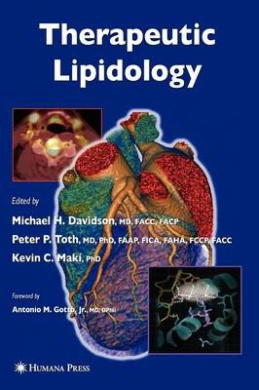 Therapeutic
Lipidology
Edited by
Michael H. Davidson, MD, FACC, FACP
Peter P. Toth, MD, PhD, FAAP, FICA, FAHA, FCCP, FACC
Kevin C. Maki, PhD
Foreword by
Antonio M. Gotto, Jr., MD, DPhil
HUMANA PRESS